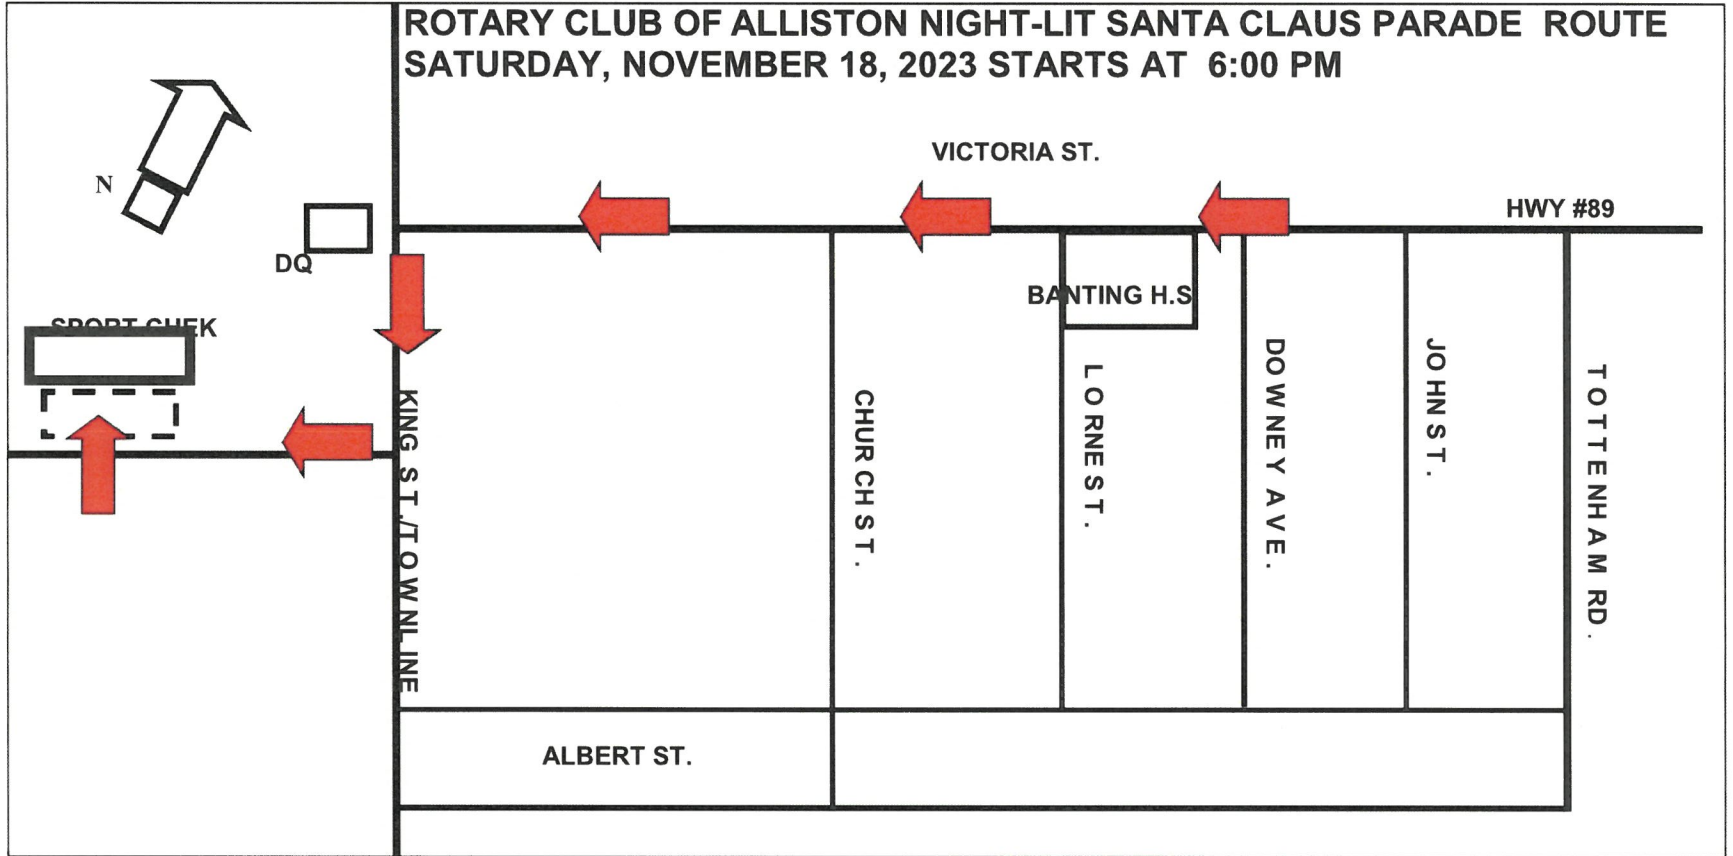 ROTARY CLUB OF ALLISTON NIGHT-LIT SANTA CLAUS PARADE ROUTE
SATURDAY, NOVEMBER 18, 2023 STARTS AT 6:00 PM
VICTORIA ST.
N
HWY #89
DQ
BANTING H.S
SPORT CHEK
KING ST./TOWNLINE
CHURCH ST.
LORNE ST.
DOWNEY AVE.
JOHN ST.
TOTTENHAM RD.
ALBERT ST.